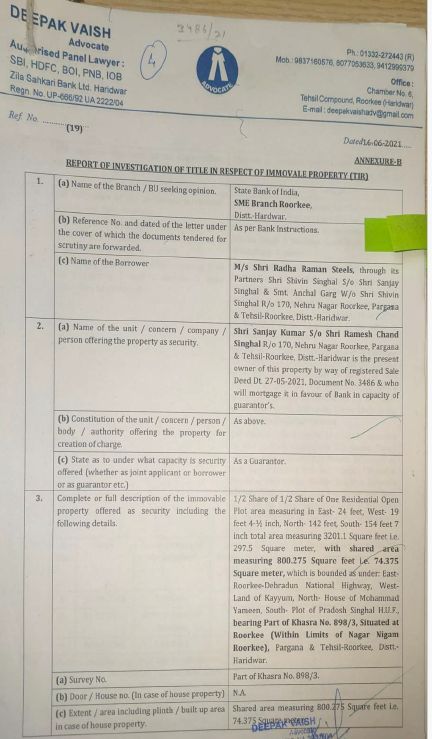 3486/21
DEEPAK VAISH
Advocate
Authorised Panel Lawyer :
SBI, HDFC, BOI, PNB, IOB
Zila Sahkari Bank Ltd. Haridwar
Regn. No. UP-666/92 UA 2222/04
4
ADVOCATE
Ph.: 01332-272443 (R)
Mob.: 9837160576, 8077053633, 9412999379
Office :
Chamber No. 6,
Tehsil Compound, Roorkee (Haridwar)
E-mail : deepakvaishadv@gmail.com
Ref. No. ............
(19)
Dated16-06-2021....
ANNEXURE-B
REPORT OF INVESTIGATION OF TITLE IN RESPECT OF IMMOVALE PROPERTY (TIR)
1.
(a) Name of the Branch / BU seeking opinion.
State Bank of India,
SME Branch Roorkee,
Distt.-Hardwar.
(b) Reference No. and dated of the letter under
the cover of which the documents tendered for
scrutiny are forwarded.
As per Bank Instructions.
(c) Name of the Borrower
M/s Shri Radha Raman Steels, through its
Partners Shri Shivin Singhal S/o Shri Sanjay
Singhal & Smt. Anchal Garg W/o Shri Shivin
Singhal R/o 170, Nehru Nagar Roorkee, Pargana
& Tehsil-Roorkee, Distt.-Haridwar.
2.
(a) Name of the unit / concern / company /
person offering the property as security.
Shri Sanjay Kumar S/o Shri Ramesh Chand
Singhal R/o 170, Nehru Nagar Roorkee, Pargana
& Tehsil-Roorkee, Distt.-Haridwar is the present
owner of this property by way of registered Sale
Deed Dt. 27-05-2021, Document No. 3486 & who
will mortgage it in favour of Bank in capacity of
guarantor's.
(b) Constitution of the unit / concern / person /
body / authority offering the property for
creation of charge.
As above.
(c) State as to under what capacity is security
offered (whether as joint applicant or borrower
or as guarantor etc.)
As a Guarantor.
3.
Complete or full description of the immovable
property offered as security including the
following details.
1/2 Share of 1/2 Share of One Residential Open
Plot area measuring in East- 24 feet, West- 19
feet 4-½ inch, North- 142 feet, South- 154 feet 7
inch total area measuring 3201.1 Square feet i.e.
297.5 Square meter, with shared area
measuring 800.275 Square feet i.e. 74.375
Square meter, which is bounded as under: East-
Roorkee-Dehradun National Highway, West-
Land of Kayyum, North- House of Mohammad
Yameen, South- Plot of Pradosh Singhal H.U.F.,
bearing Part of Khasra No. 898/3, Situated at
Roorkee (Within Limits of Nagar Nigam
Roorkee), Pargana & Tehsil-Roorkee, Distt.-
Haridwar.
(a) Survey No.
Part of Khasra No. 898/3.
(b) Door / House no. (In case of house property)
N.A.
(c) Extent / area including plinth / built up area
in case of house property.
Shared area measuring 800.275 Square feet i.e.
74.375 Square meter.
DEEPAK VAISH